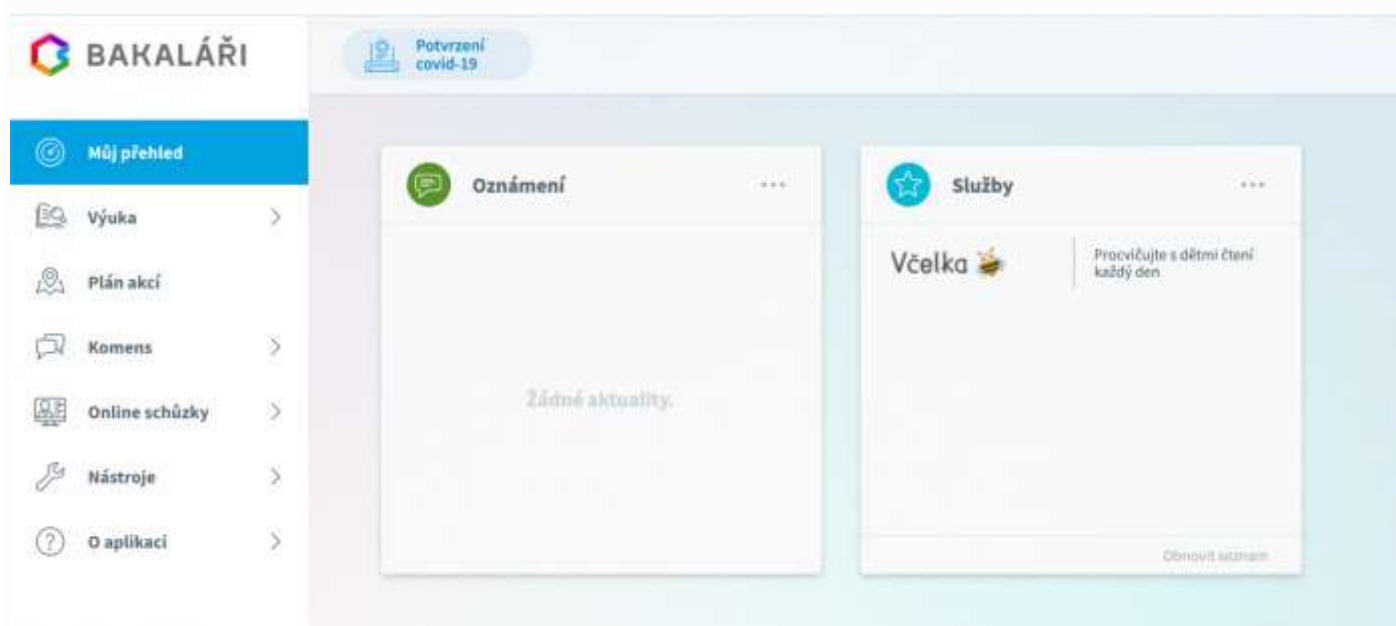 BAKALÁŘI
Potvrzení
covid-19
Můj přehled
Výuka
Plán akcí
Komens
Online schůzky
Nástroje
O aplikaci
Oznámení
Žádné aktuality.
Služby
Včelka
Procvičujte s dětmi čtení
každý den
Obnovit seznam